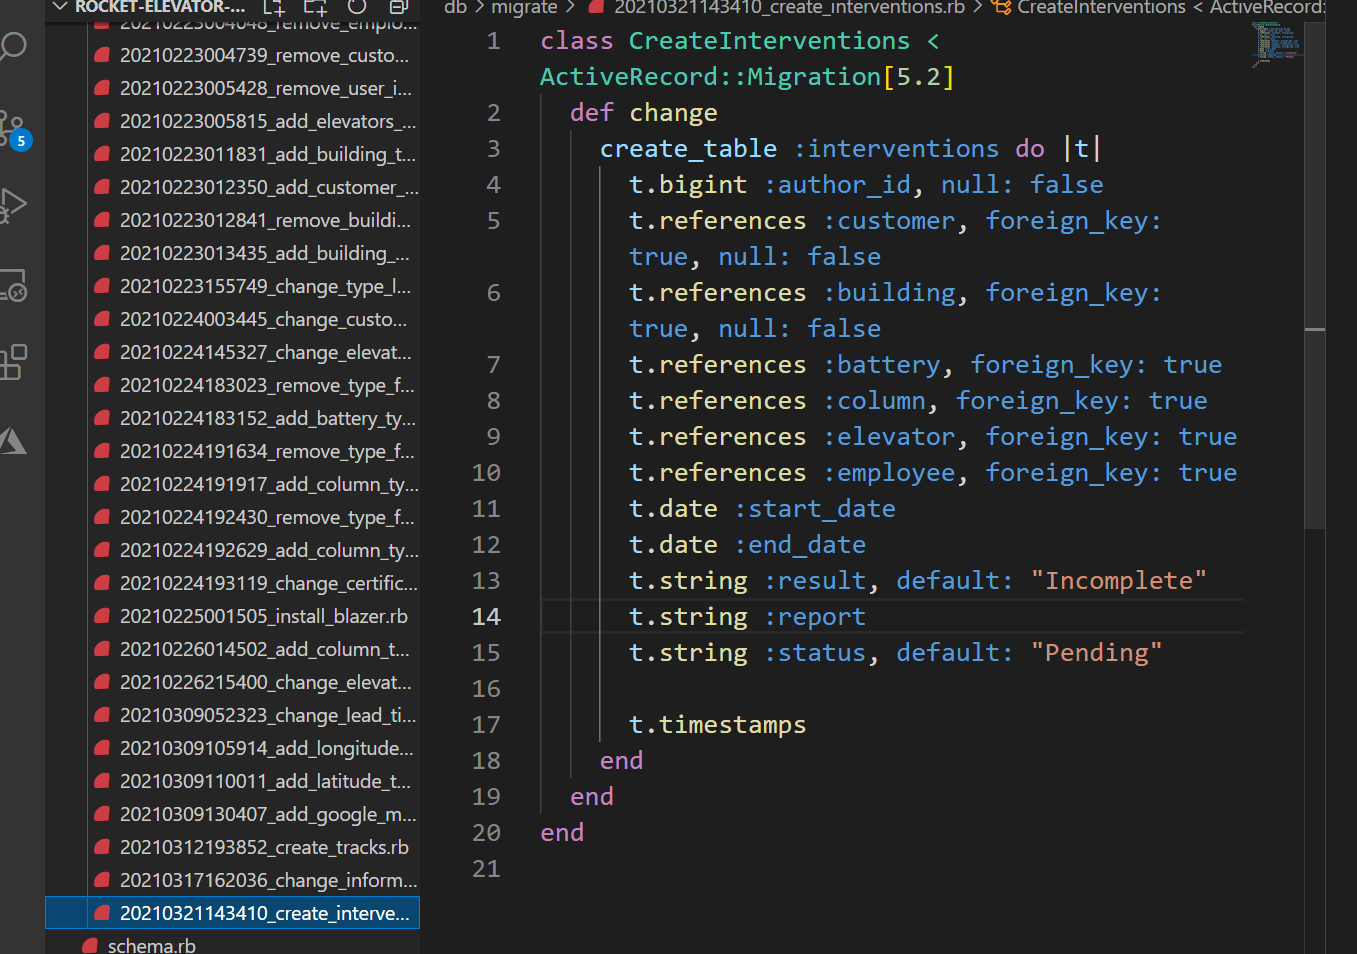 ROCKET-ELEVATOR-...
20210223004048_remove_emplo...
20210223004739_remove_custo...
20210223005428_remove_user_i...
20210223005815_add_elevators_...
20210223011831_add_building_t...
20210223012350_add_customer_...
20210223012841_remove_buildi...
20210223013435_add_building_...
20210223155749_change_type_l...
20210224003445_change_custo...
20210224145327_change_elevat...
20210224183023_remove_type_f...
20210224183152_add_battery_ty...
20210224191634_remove_type_f...
20210224191917_add_column_ty...
20210224192430_remove_type_f...
20210224192629_add_column_ty...
20210224193119_change_certific...
20210225001505_install_blazer.rb
20210226014502_add_column_t...
20210226215400_change_elevat...
20210309052323_change_lead_ti...
20210309105914_add_longitude...
20210309110011_add_latitude_t...
20210309130407_add_google_m...
20210312193852_create_tracks.rb
20210317162036_change_inform...
20210321143410_create_interve...
schema.rb
5
db > migrate > 20210321143410_create_interventions.rb > CreateInterventions < ActiveRecord:
1 class CreateInterventions <
ActiveRecord::Migration[5.2]
2 def change
3 create_table :interventions do |t|
4 t.bigint :author_id, null: false
5 t.references :customer, foreign_key:
true, null: false
6 t.references :building, foreign_key:
true, null: false
7 t.references :battery, foreign_key: true
8 t.references :column, foreign_key: true
9 t.references :elevator, foreign_key: true
10 t.references :employee, foreign_key: true
11 t.date :start_date
12 t.date :end_date
13 t.string :result, default: "Incomplete"
14 t.string :report
15 t.string :status, default: "Pending"
16
17 t.timestamps
18 end
19 end
20 end
21